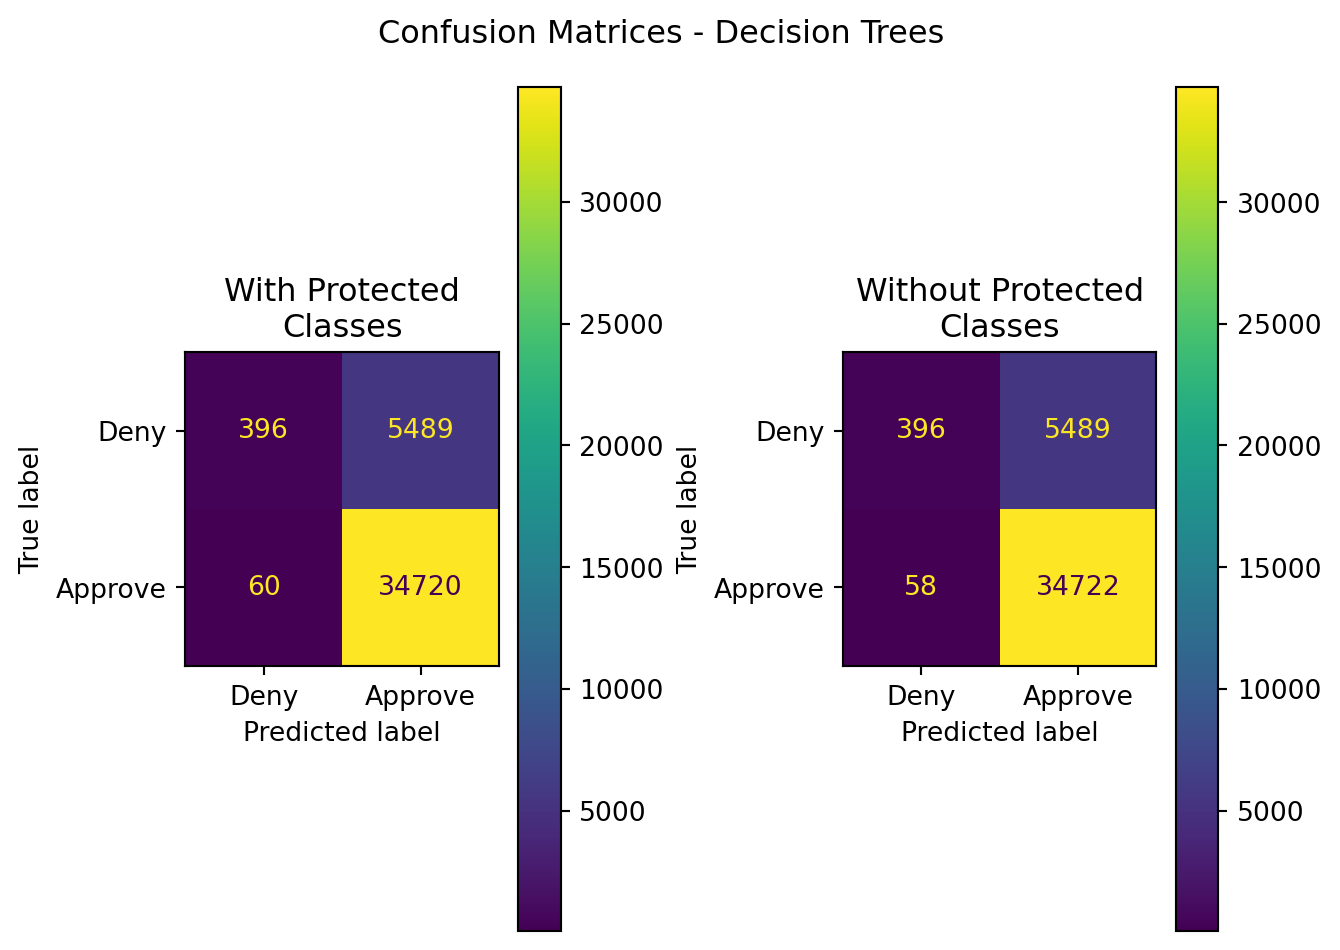 Confusion Matrices - Decision Trees
With Protected
Classes
True label
Deny
396
5489
Approve
60
34720
Deny
Approve
Predicted label
30000
25000
20000
15000
10000
5000
Without Protected
Classes
True label
Deny
396
5489
Approve
58
34722
Deny
Approve
Predicted label
30000
25000
20000
15000
10000
5000